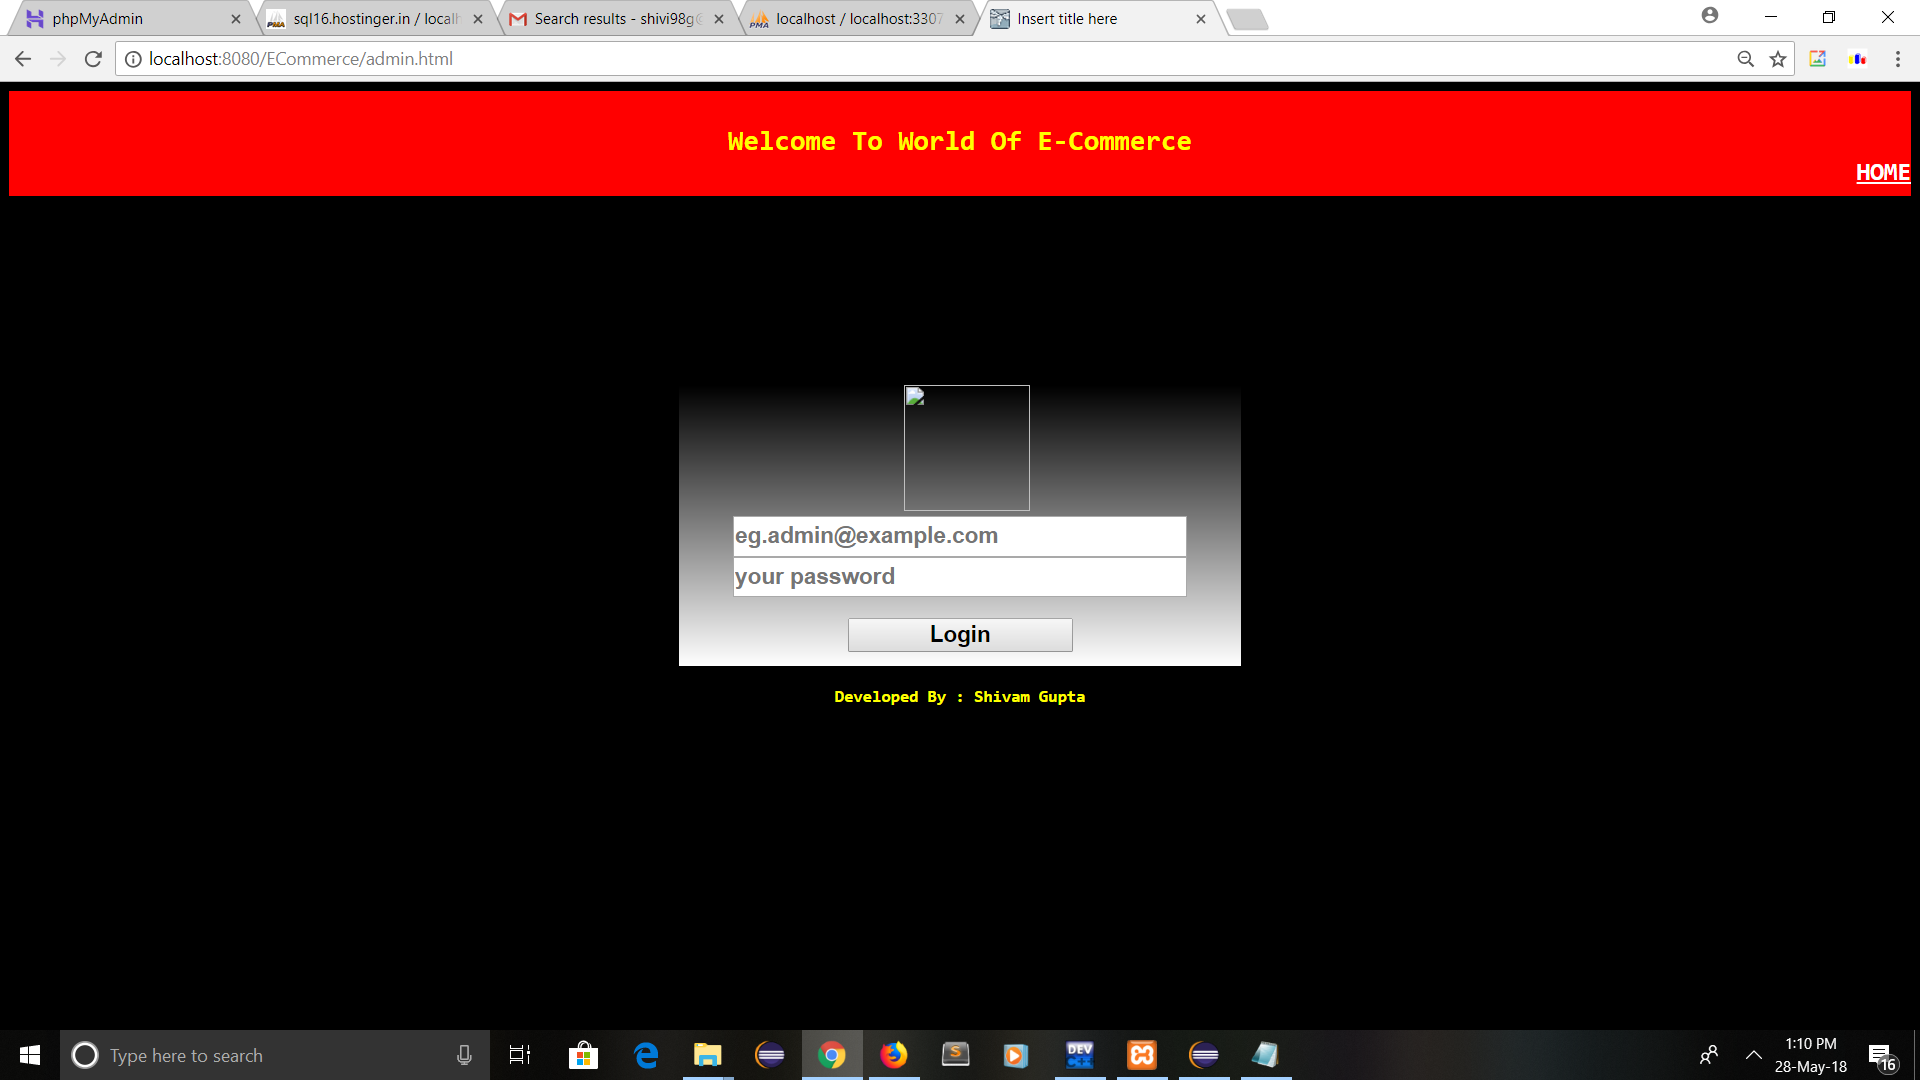 phpMyAdmin
sql16.hostinger.in / localh
Search results - shivi98g@
localhost / localhost:3307
Insert title here
localhost:8080/ECommerce/admin.html
Welcome To World Of E-Commerce
HOME
eg.admin@example.com
your password
Login
Developed By : Shivam Gupta
Type here to search
DEV
C++
1:10 PM
28-May-18
16